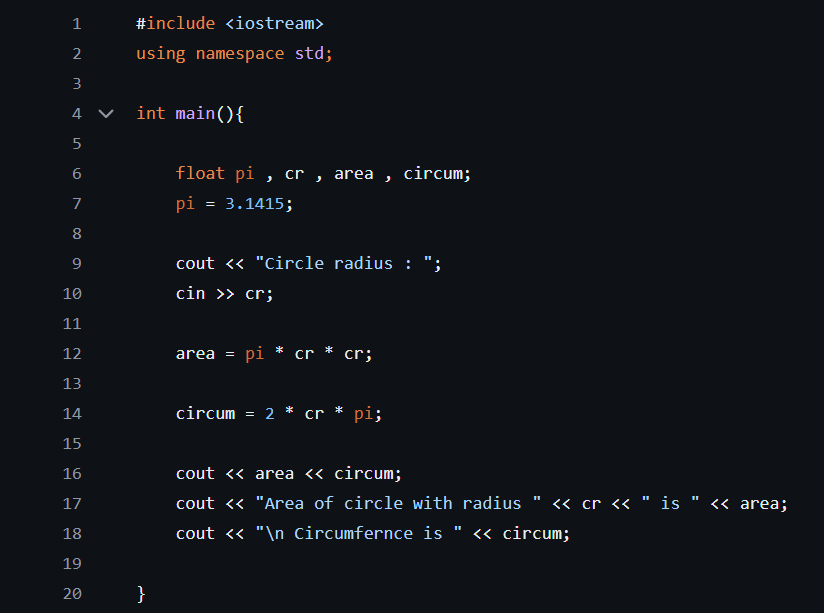 1 #include <iostream>
2 using namespace std;
3
4 int main(){
5
6     float pi , cr , area , circum;
7     pi = 3.1415;
8
9     cout << "Circle radius : ";
10     cin >> cr;
11
12     area = pi * cr * cr;
13
14     circum = 2 * cr * pi;
15
16     cout << area << circum;
17     cout << "Area of circle with radius " << cr << " is " << area;
18     cout << "\n Circumfernce is " << circum;
19
20 }